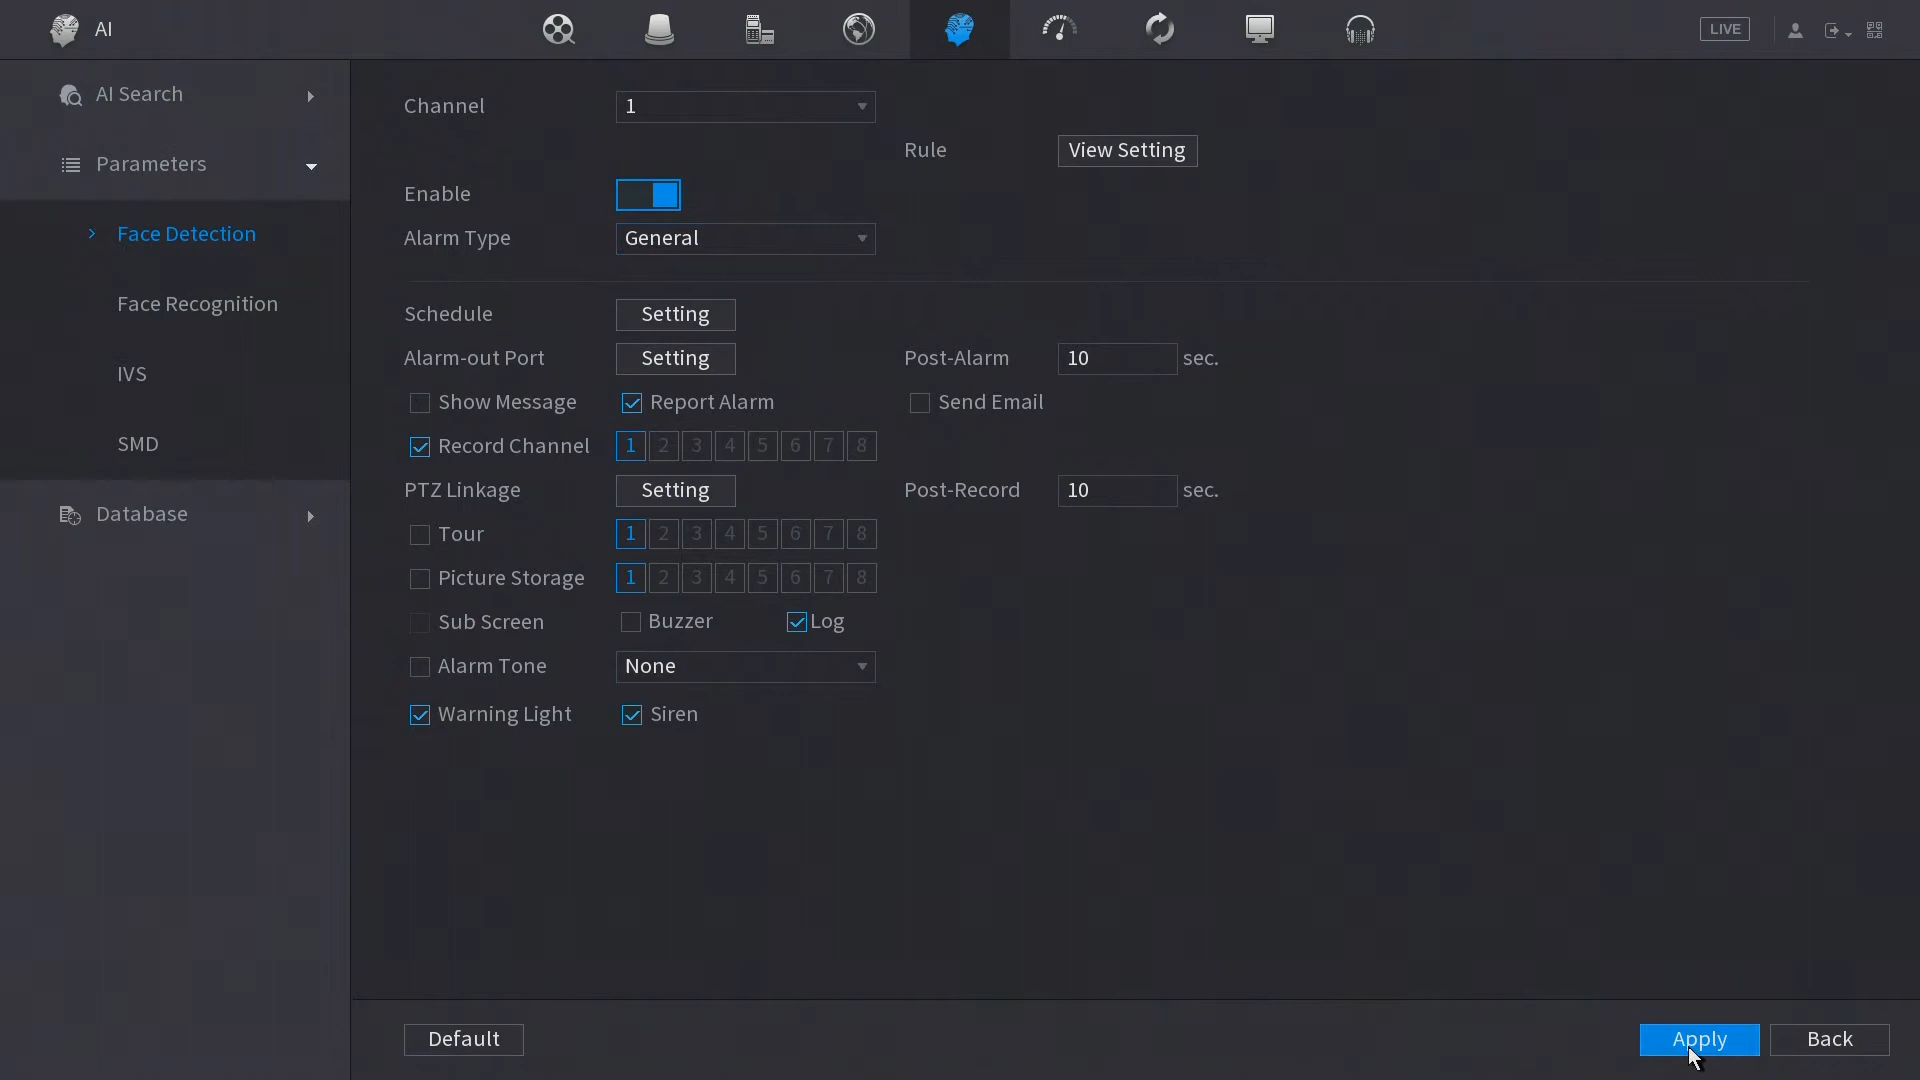 AI
LIVE
AI Search
Parameters
Face Detection
Face Recognition
IVS
SMD
Database
Channel 1
Rule View Setting
Enable
Alarm Type General
Schedule Setting
Alarm-out Port Setting Post-Alarm 10 sec.
Show Message Report Alarm Send Email
Record Channel 1 2 3 4 5 6 7 8
PTZ Linkage Setting Post-Record 10 sec.
Tour 1 2 3 4 5 6 7 8
Picture Storage 1 2 3 4 5 6 7 8
Sub Screen Buzzer Log
Alarm Tone None
Warning Light Siren
Default Apply Back